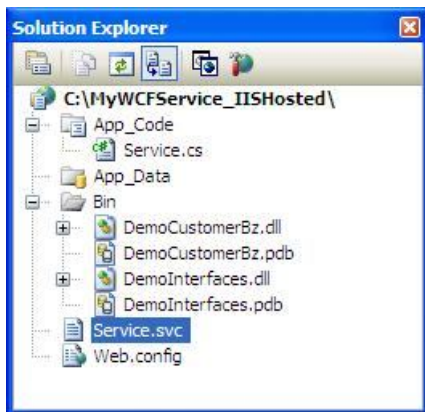 Solution Explorer
C:\MyWCFService_IISHosted\
App_Code
Service.cs
App_Data
Bin
DemoCustomerBz.dll
DemoCustomerBz.pdb
DemoInterfaces.dll
DemoInterfaces.pdb
Service.svc
Web.config